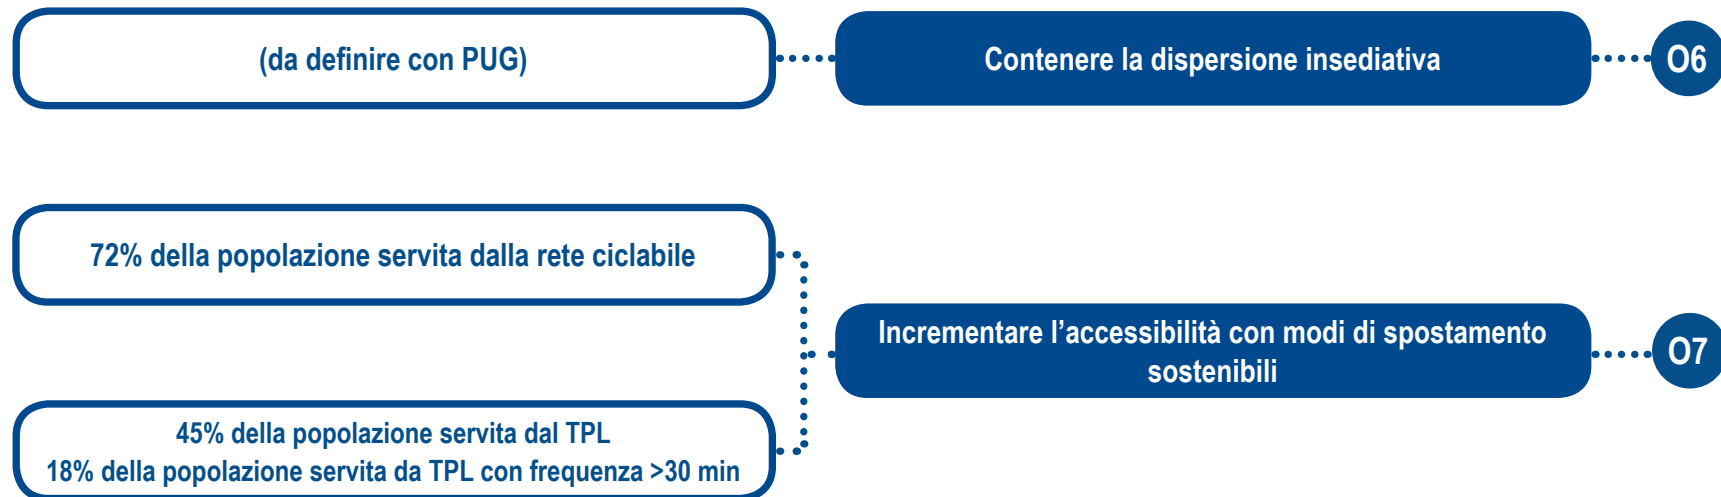 (da definire con PUG)
Contenere la dispersione insediativa
O6
72% della popolazione servita dalla rete ciclabile
Incrementare l’accessibilità con modi di spostamento
sostenibili
O7
45% della popolazione servita dal TPL
18% della popolazione servita da TPL con frequenza >30 min